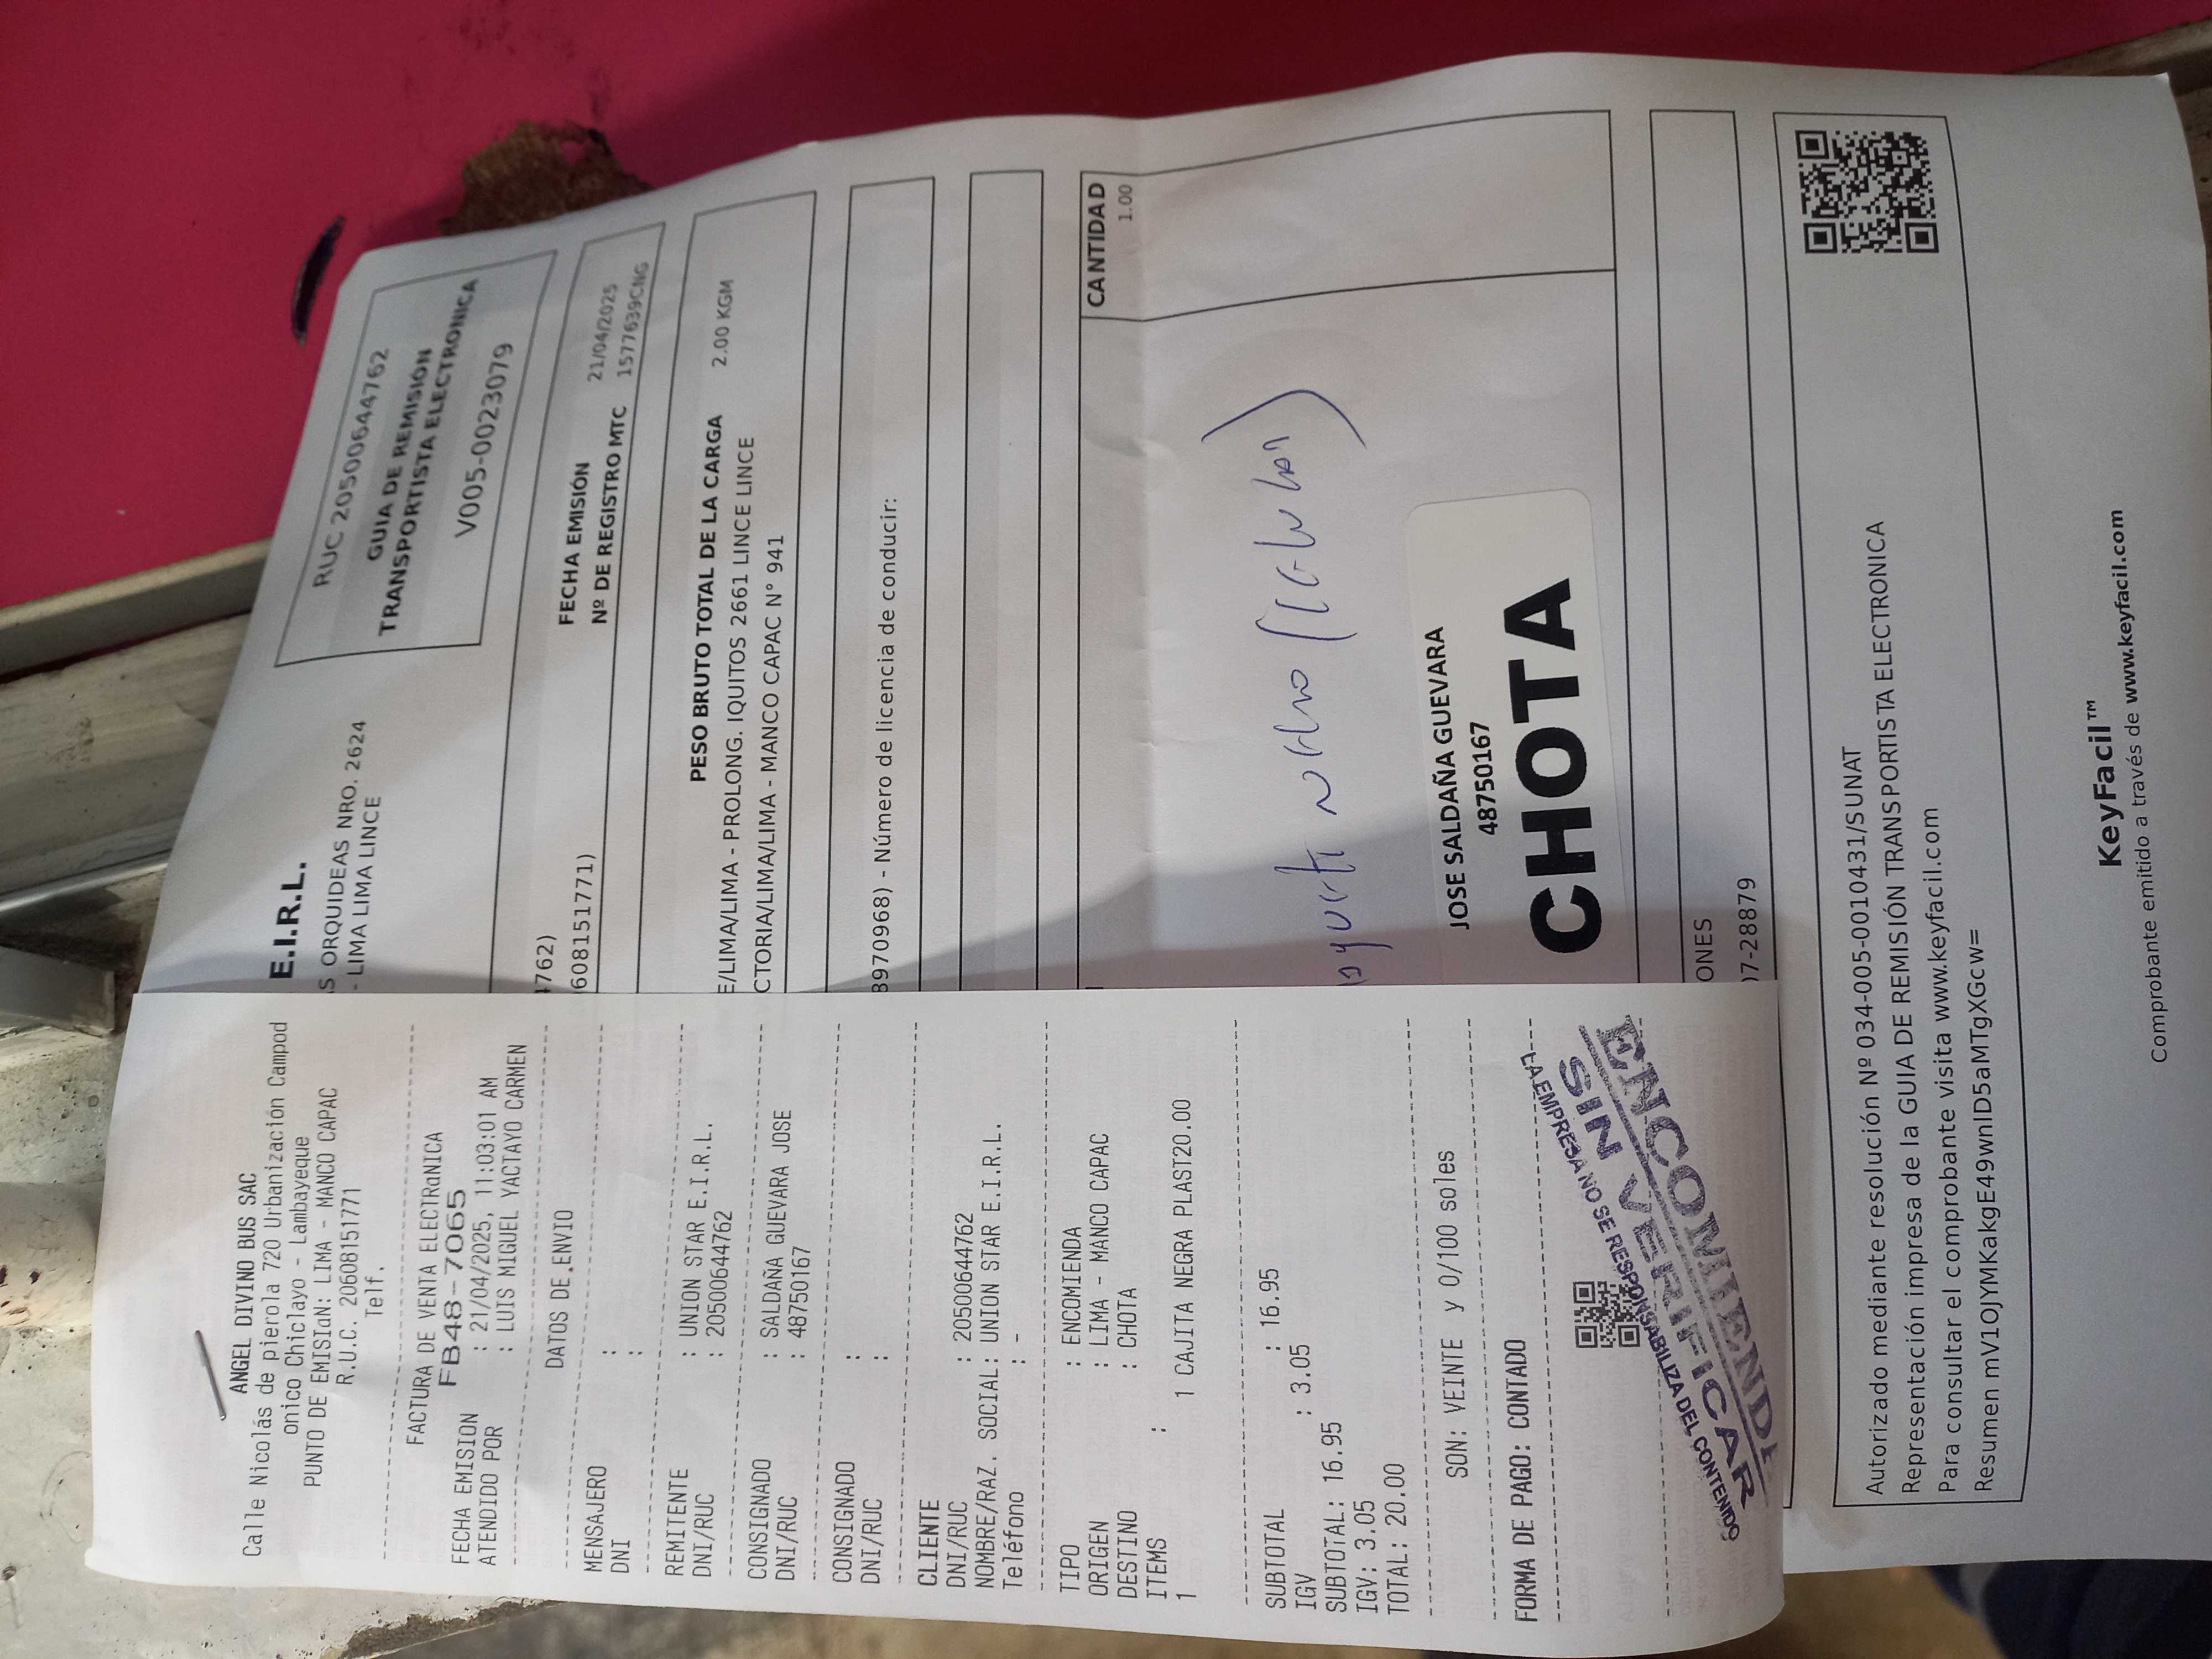 ANGEL DIVINO BUS SAC
Calle Nicolás de pierola 720 Urbanización Campod
onico Chiclayo - Lambayeque
PUNTO DE EMISIaN: LIMA - MANCO CAPAC
R.U.C. 20608151771
Telf.
FACTURA DE VENTA ELECTRaNICA
FB48-7065
FECHA EMISION : 21/04/2025, 11:03:01 AM
ATENDIDO POR : LUIS MIGUEL YACTAYO CARMEN
DATOS DE ENVIO
MENSAJERO :
DNI :
REMITENTE : UNION STAR E.I.R.L.
DNI/RUC : 20500644762
CONSIGNADO : SALDAÑA GUEVARA JOSE
DNI/RUC : 48750167
CONSIGNADO :
DNI/RUC :
CLIENTE
DNI/RUC : 20500644762
NOMBRE/RAZ. SOCIAL : UNION STAR E.I.R.L.
Teléfono : -
TIPO : ENCOMIENDA
ORIGEN : LIMA - MANCO CAPAC
DESTINO : CHOTA
ITEMS :
1 1 CAJITA NEGRA PLAST20.00
SUBTOTAL : 16.95
IGV : 3.05
SUBTOTAL: 16.95
IGV: 3.05
TOTAL: 20.00
SON: VEINTE y 0/100 soles
FORMA DE PAGO: CONTADO
ENCOMIENDA
SIN VERIFICAR
LA EMPRESA NO SE RESPONSABILIZA DEL CONTENIDO
E.I.R.L.
S ORQUIDEAS NRO. 2624
- LIMA LIMA LINCE
RUC 20500644762
GUIA DE REMISIÓN
TRANSPORTISTA ELECTRONICA
V005-0023079
4762)
608151771)
FECHA EMISIÓN 21/04/2025
Nº DE REGISTRO MTC 1577639CNG
PESO BRUTO TOTAL DE LA CARGA 2.00 KGM
E/LIMA/LIMA - PROLONG. IQUITOS 2661 LINCE LINCE
CTORIA/LIMA/LIMA - MANCO CAPAC N° 941
8970968) - Número de licencia de conducir:
CANTIDAD
1.00
JOSE SALDAÑA GUEVARA
48750167
CHOTA
ONES
07-28879
Autorizado mediante resolución Nº 034-005-0010431/SUNAT
Representación impresa de la GUIA DE REMISIÓN TRANSPORTISTA ELECTRONICA
Para consultar el comprobante visita www.keyfacil.com
Resumen mV1OJYMKakgE49wnID5aMTgXGcw=
KeyFacil™
Comprobante emitido a través de www.keyfacil.com